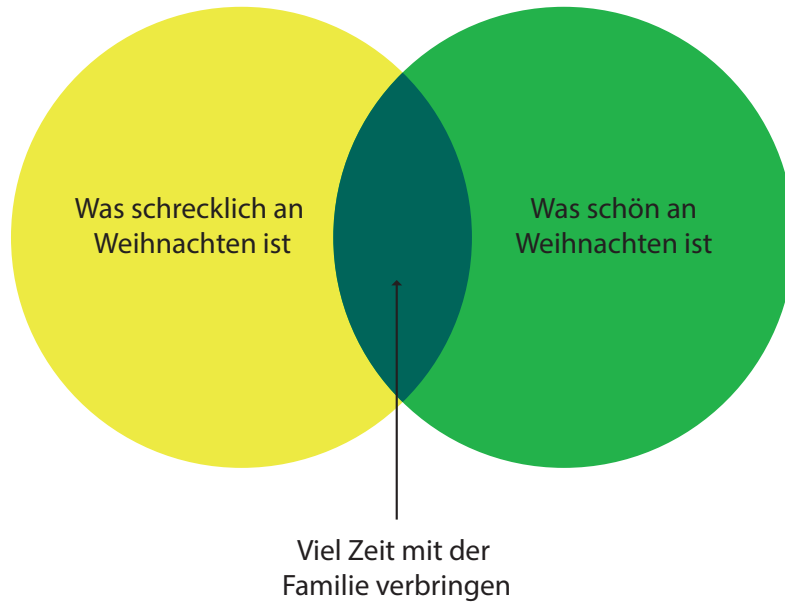 Was schrecklich an
Weihnachten ist
Was schön an
Weihnachten ist
Viel Zeit mit der
Familie verbringen